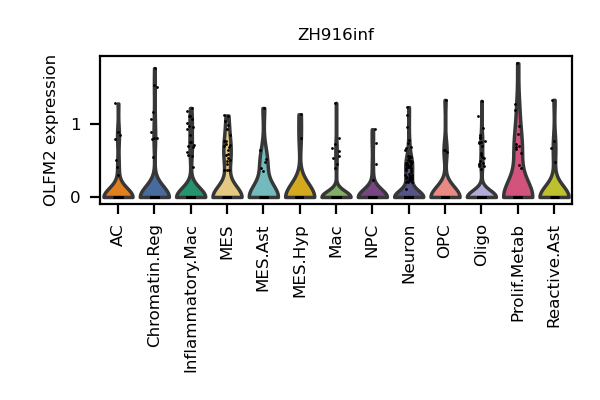 ZH916inf
OLFM2 expression
1
0
AC
Chromatin.Reg
Inflammatory.Mac
MES
MES.Ast
MES.Hyp
Mac
NPC
Neuron
OPC
Oligo
Prolif.Metab
Reactive.Ast